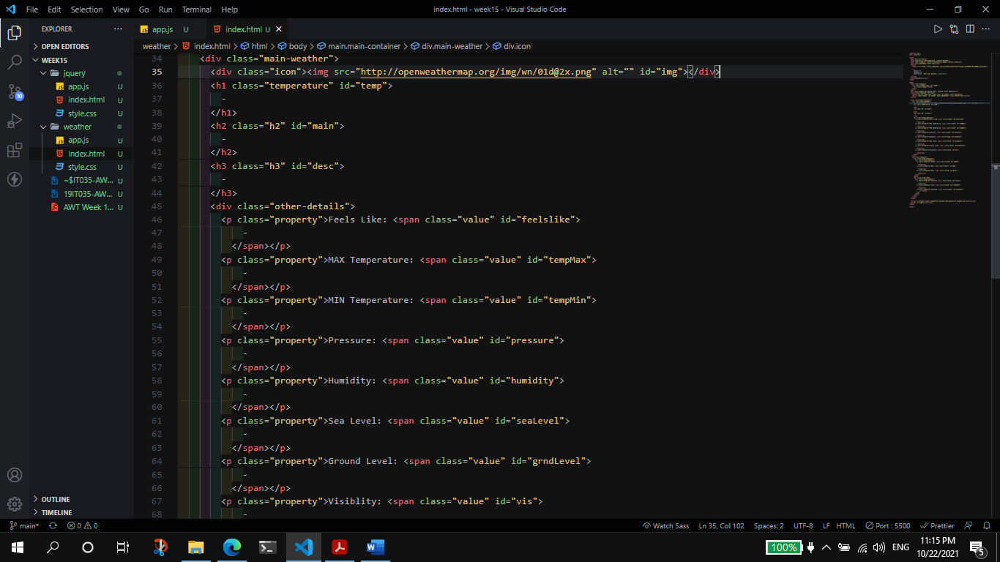 File Edit Selection View Go Run Terminal Help index.html - week15 - Visual Studio Code
EXPLORER
app.js U index.html U
OPEN EDITORS
weather > index.html > html > body > main.main-container > div.main-weather > div.icon
WEEK15
jquery
app.js U
index.html U
style.css U
weather
app.js U
index.html U
style.css U
~$IT035-AW... U
19IT035-AW... U
AWT Week 1... U
OUTLINE
TIMELINE
34 <div class="main-weather">
35 <div class="icon"><img src="http://openweathermap.org/img/wn/01d@2x.png" alt="" id="img"></div>
36 <h1 class="temperature" id="temp">
37 -
38 </h1>
39 <h2 class="h2" id="main">
40 -
41 </h2>
42 <h3 class="h3" id="desc">
43 -
44 </h3>
45 <div class="other-details">
46 <p class="property">Feels Like: <span class="value" id="feelslike">
47 -
48 </span></p>
49 <p class="property">MAX Temperature: <span class="value" id="tempMax">
50 -
51 </span></p>
52 <p class="property">MIN Temperature: <span class="value" id="tempMin">
53 -
54 </span></p>
55 <p class="property">Pressure: <span class="value" id="pressure">
56 -
57 </span></p>
58 <p class="property">Humidity: <span class="value" id="humidity">
59 -
60 </span></p>
61 <p class="property">Sea Level: <span class="value" id="seaLevel">
62 -
63 </span></p>
64 <p class="property">Ground Level: <span class="value" id="grndLevel">
65 -
66 </span></p>
67 <p class="property">Visiblity: <span class="value" id="vis">
68 -
10
main* 0 0 Watch Sass Ln 35, Col 102 Spaces: 2 UTF-8 LF HTML Port : 5500 Prettier
100% ENG 11:15 PM
10/22/2021 5